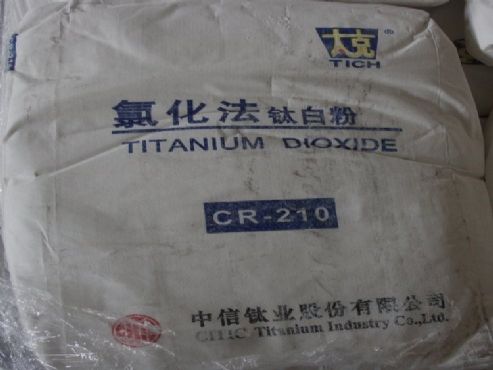 太克®
TICH
氯化法 钛白粉
TITANIUM DIOXIDE
CR-210
中信钛业股份有限公司
CITIC Titanium Industry Co.,Ltd.